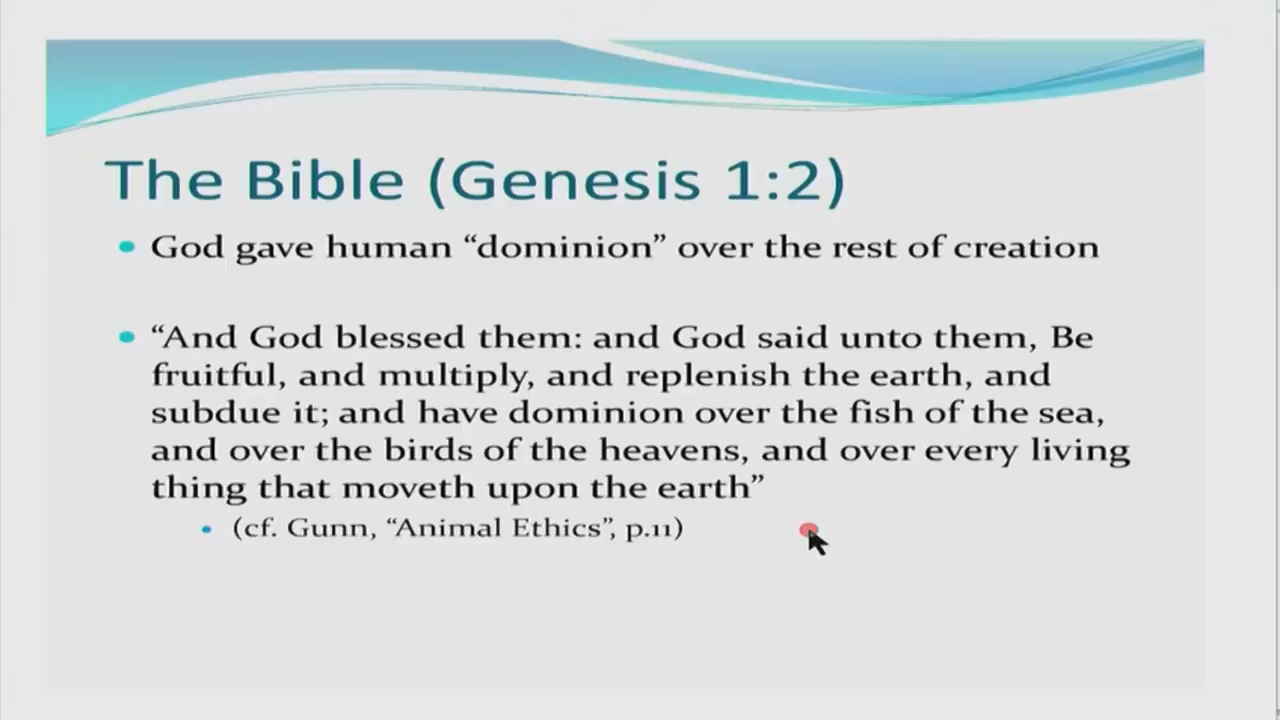 The Bible (Genesis 1:2)
God gave human “dominion” over the rest of creation
“And God blessed them: and God said unto them, Be
fruitful, and multiply, and replenish the earth, and
subdue it; and have dominion over the fish of the sea,
and over the birds of the heavens, and over every living
thing that moveth upon the earth”
(cf. Gunn, “Animal Ethics”, p.11)